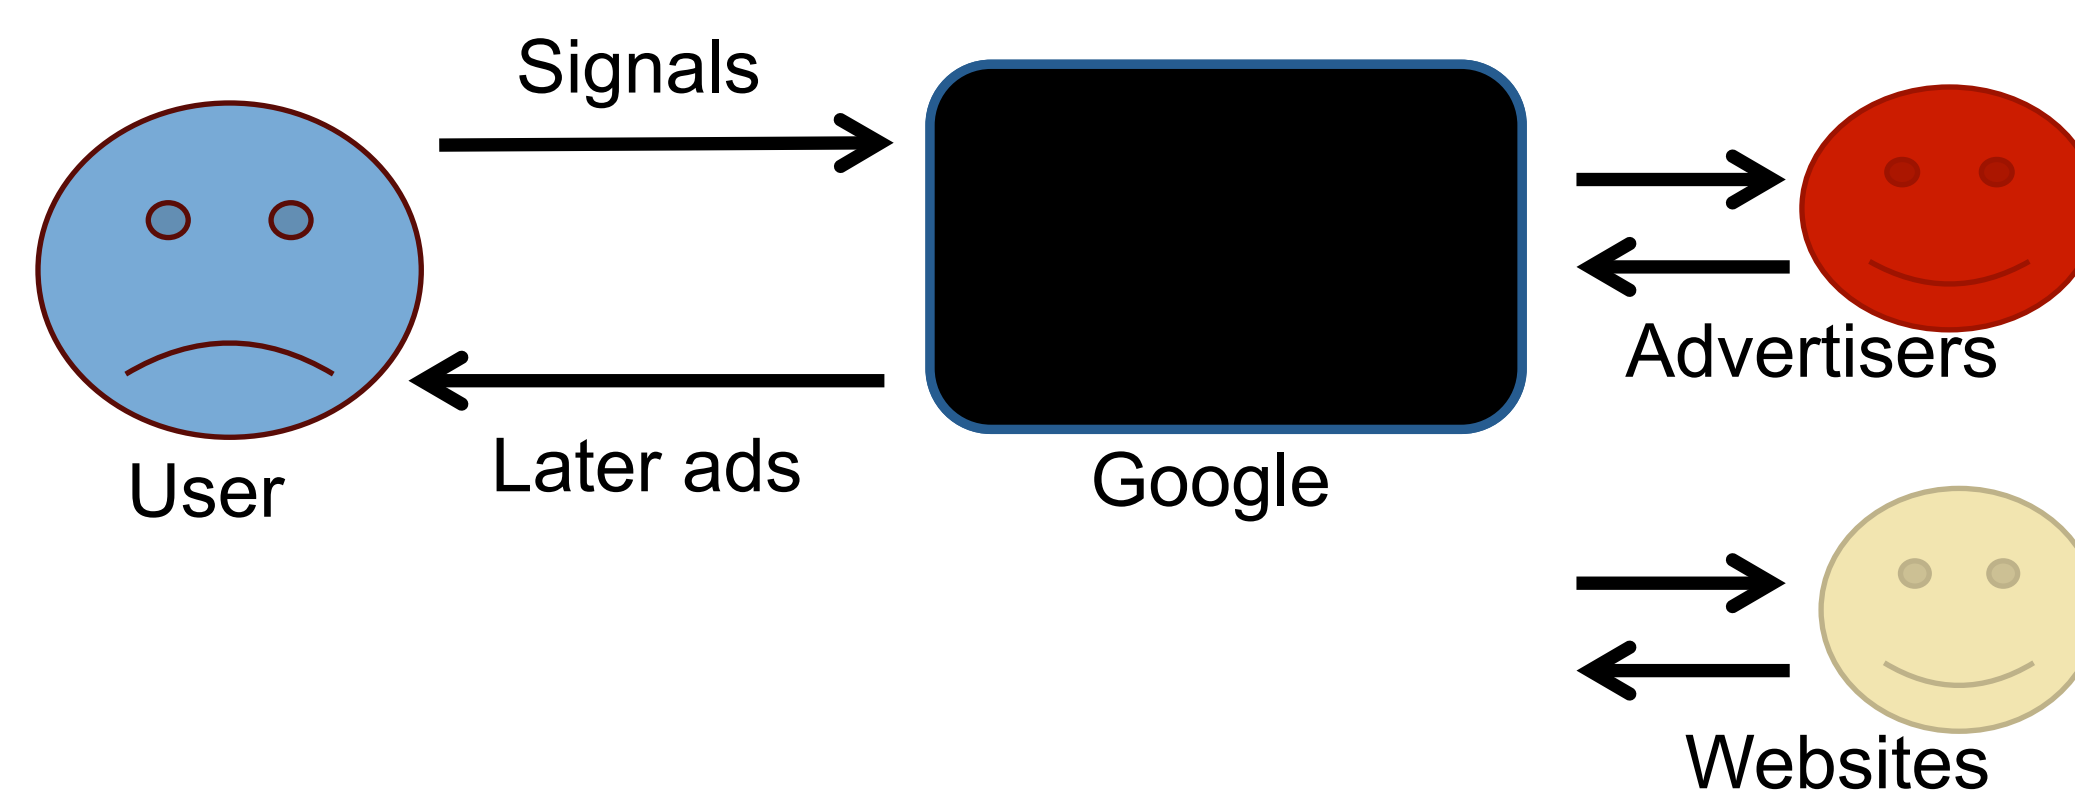 Signals
Later ads
User
Google
Advertisers
Websites